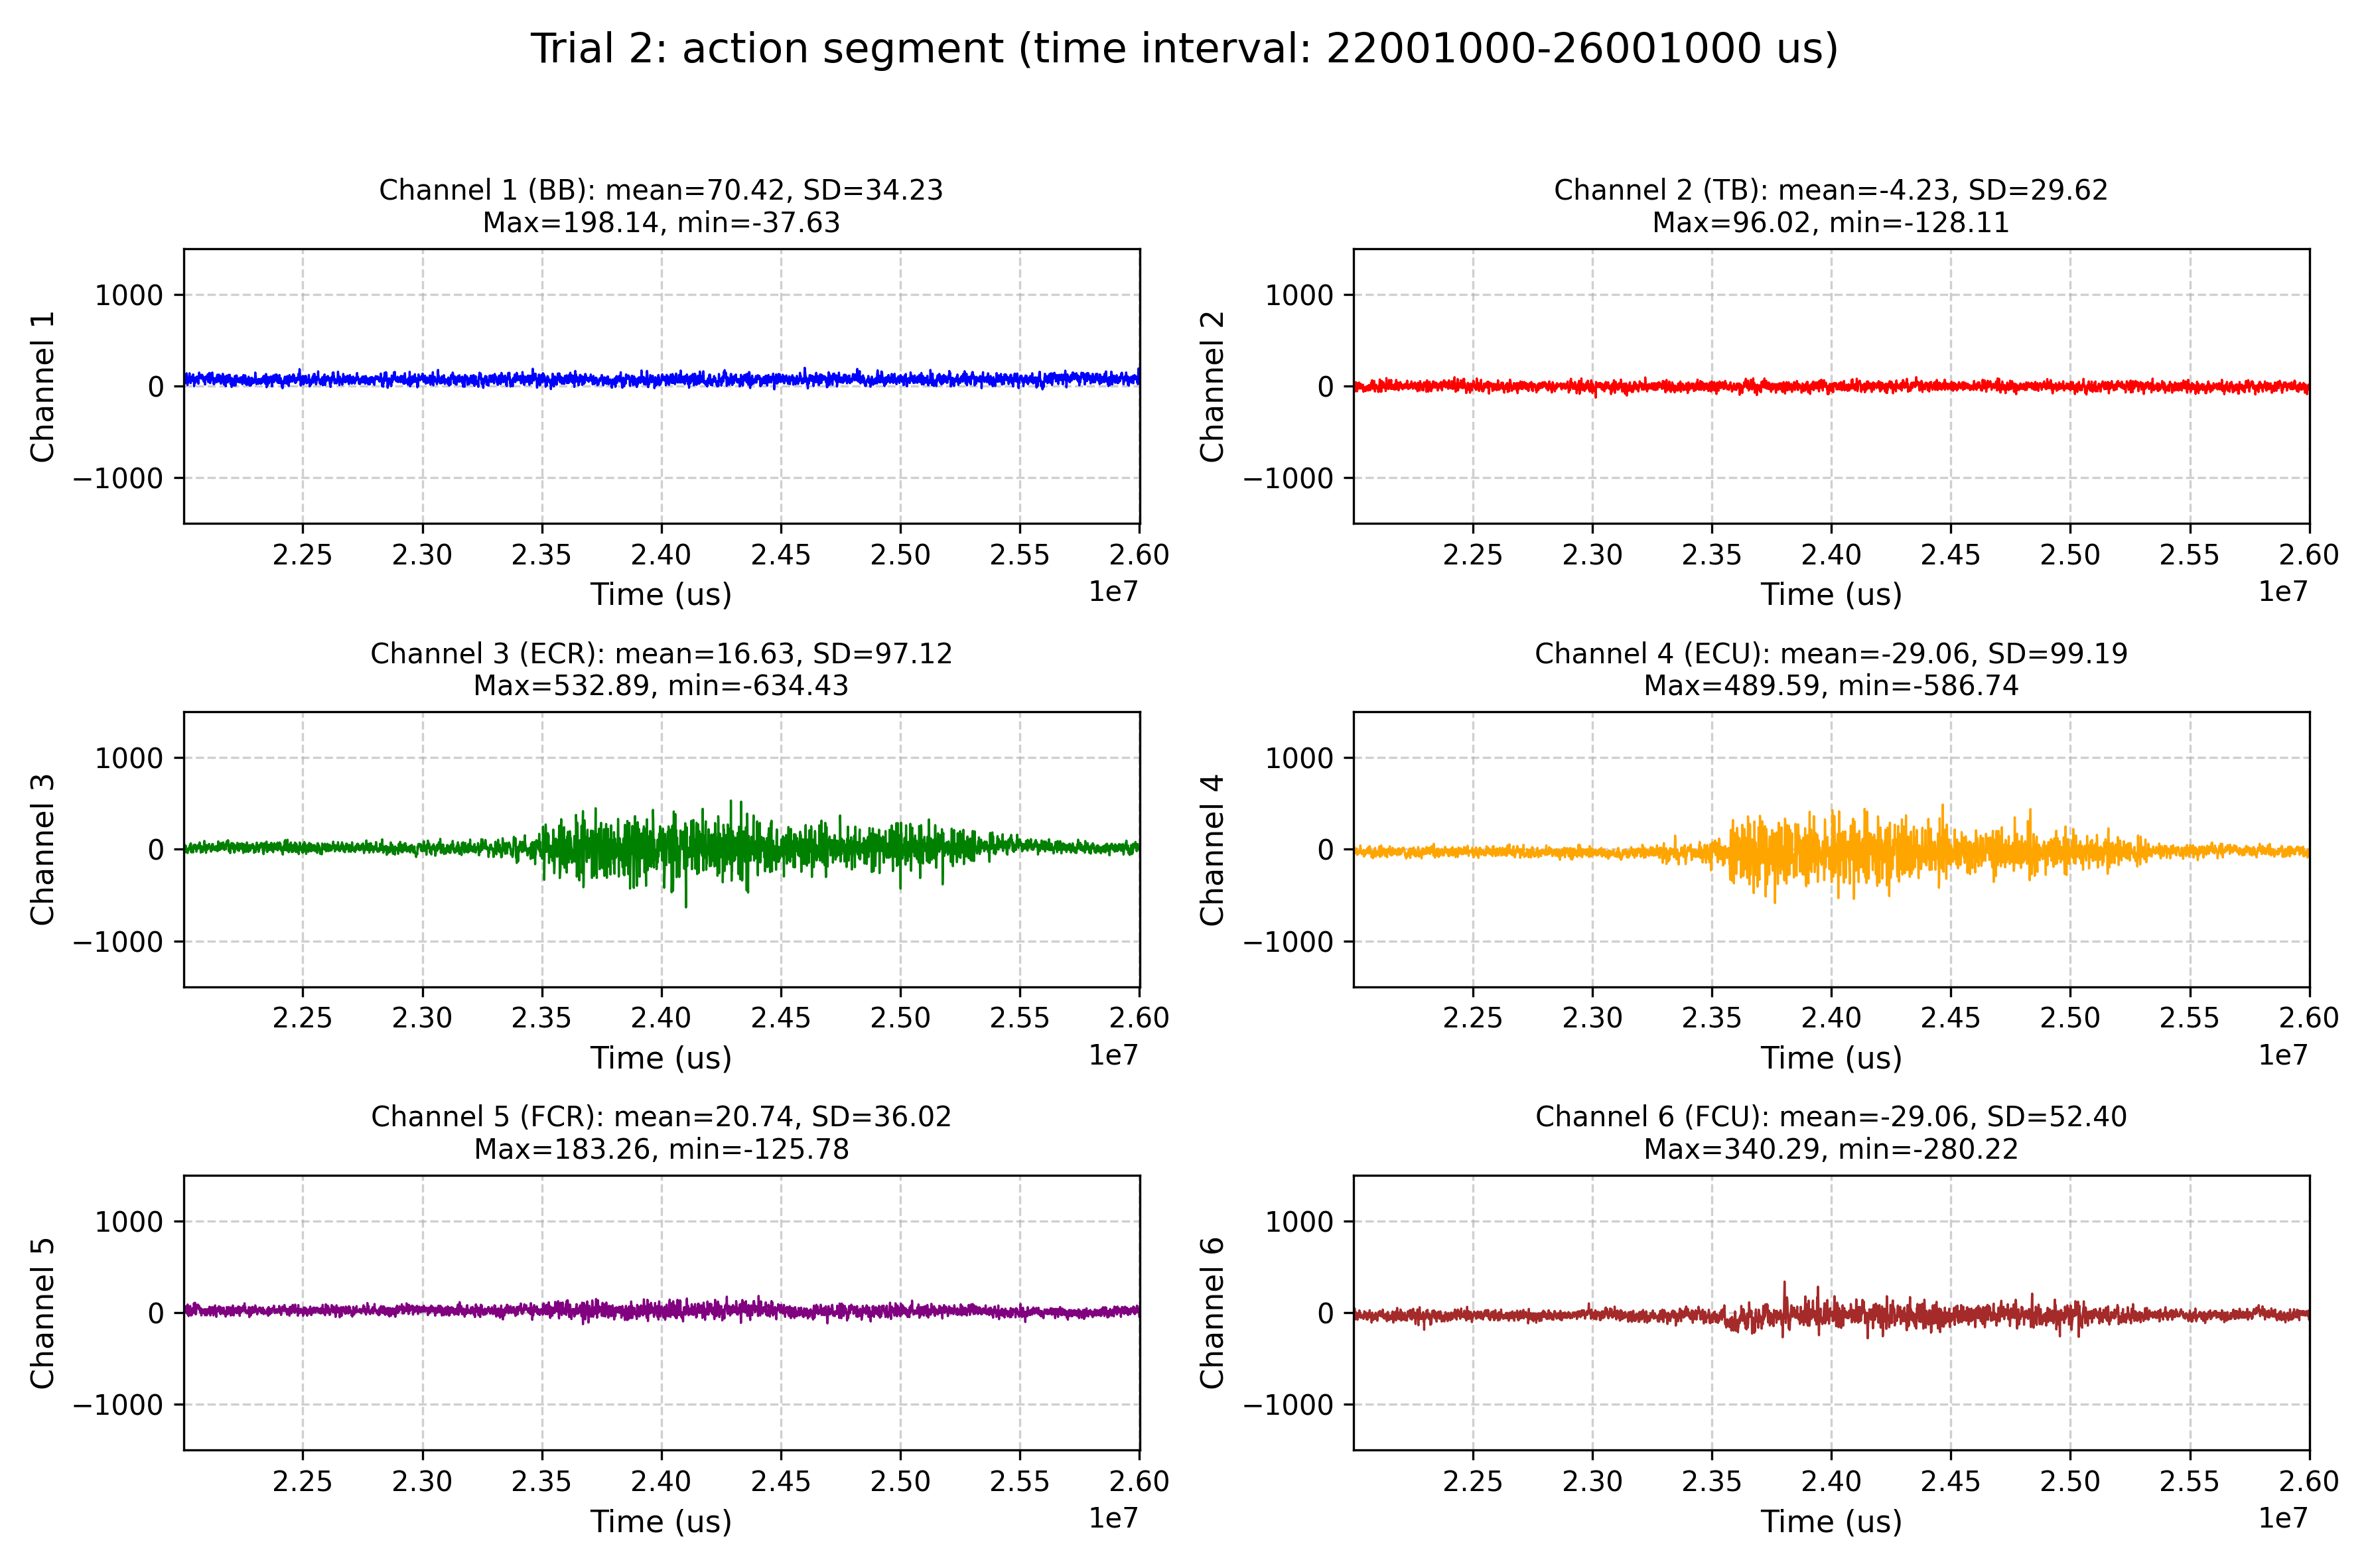 Trial 2: action segment (time interval: 22001000-26001000 us)
Channel 1 (BB): mean=70.42, SD=34.23
Max=198.14, min=-37.63
Channel 1
1000
0
−1000
2.25 2.30 2.35 2.40 2.45 2.50 2.55 2.60
Time (us)
1e7
Channel 2 (TB): mean=-4.23, SD=29.62
Max=96.02, min=-128.11
Channel 2
1000
0
−1000
2.25 2.30 2.35 2.40 2.45 2.50 2.55 2.60
Time (us)
1e7
Channel 3 (ECR): mean=16.63, SD=97.12
Max=532.89, min=-634.43
Channel 3
1000
0
−1000
2.25 2.30 2.35 2.40 2.45 2.50 2.55 2.60
Time (us)
1e7
Channel 4 (ECU): mean=-29.06, SD=99.19
Max=489.59, min=-586.74
Channel 4
1000
0
−1000
2.25 2.30 2.35 2.40 2.45 2.50 2.55 2.60
Time (us)
1e7
Channel 5 (FCR): mean=20.74, SD=36.02
Max=183.26, min=-125.78
Channel 5
1000
0
−1000
2.25 2.30 2.35 2.40 2.45 2.50 2.55 2.60
Time (us)
1e7
Channel 6 (FCU): mean=-29.06, SD=52.40
Max=340.29, min=-280.22
Channel 6
1000
0
−1000
2.25 2.30 2.35 2.40 2.45 2.50 2.55 2.60
Time (us)
1e7